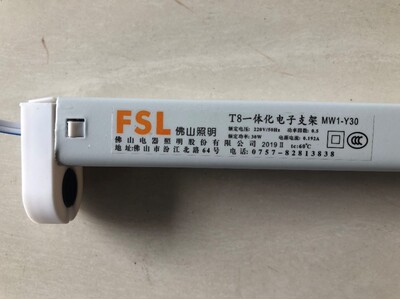 FSL 佛山照明
佛山电器照明股份有限公司 2019 II
地址:佛山市汾江北路64号
T8一体化电子支架 MW1-Y30
额定电压: 220V/50Hz 功率因数: 0.5
额定功率: 30W 电源电流: 0.192A
tc:60℃
电话: 0757-82813838
CCC